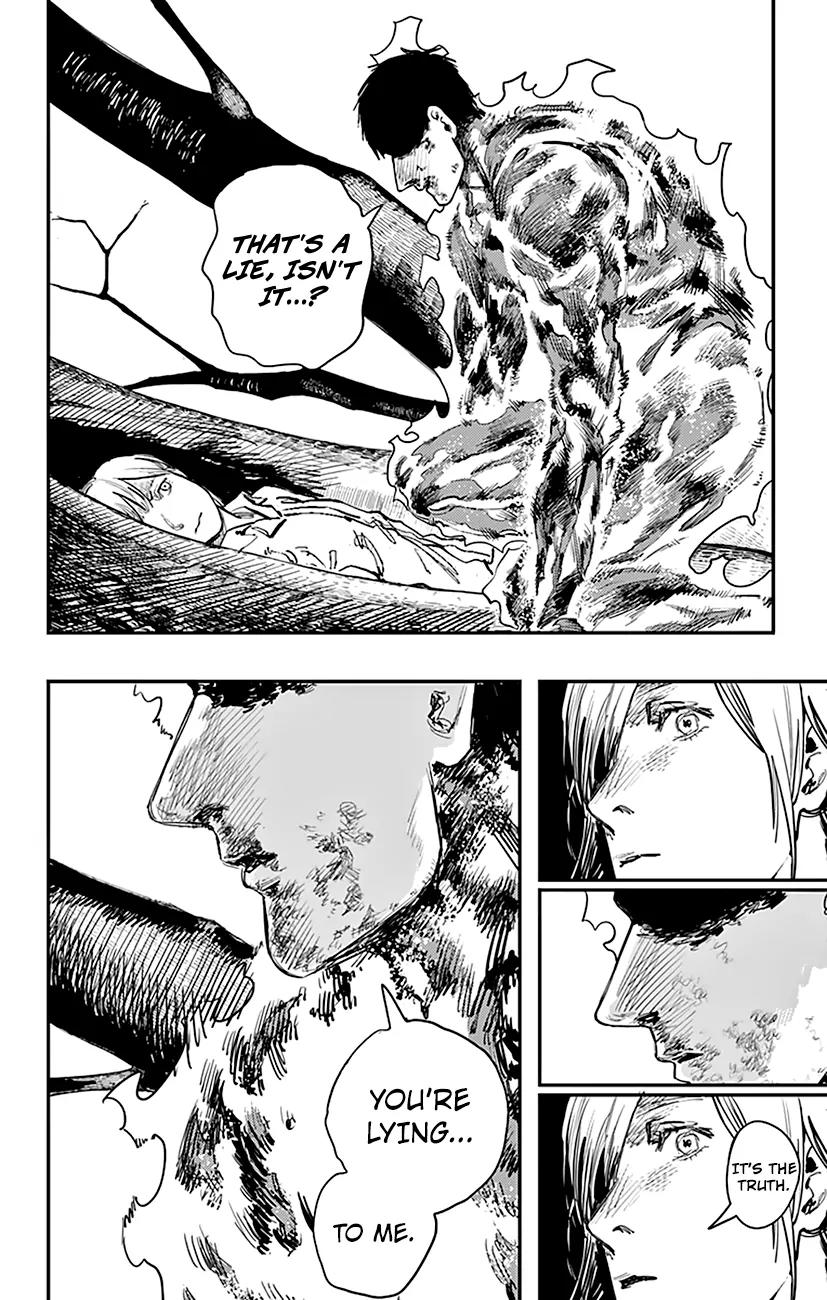 THAT'S A
LIE, ISN'T
IT...?
IT'S THE
TRUTH.
YOU'RE
LYING...
TO ME.